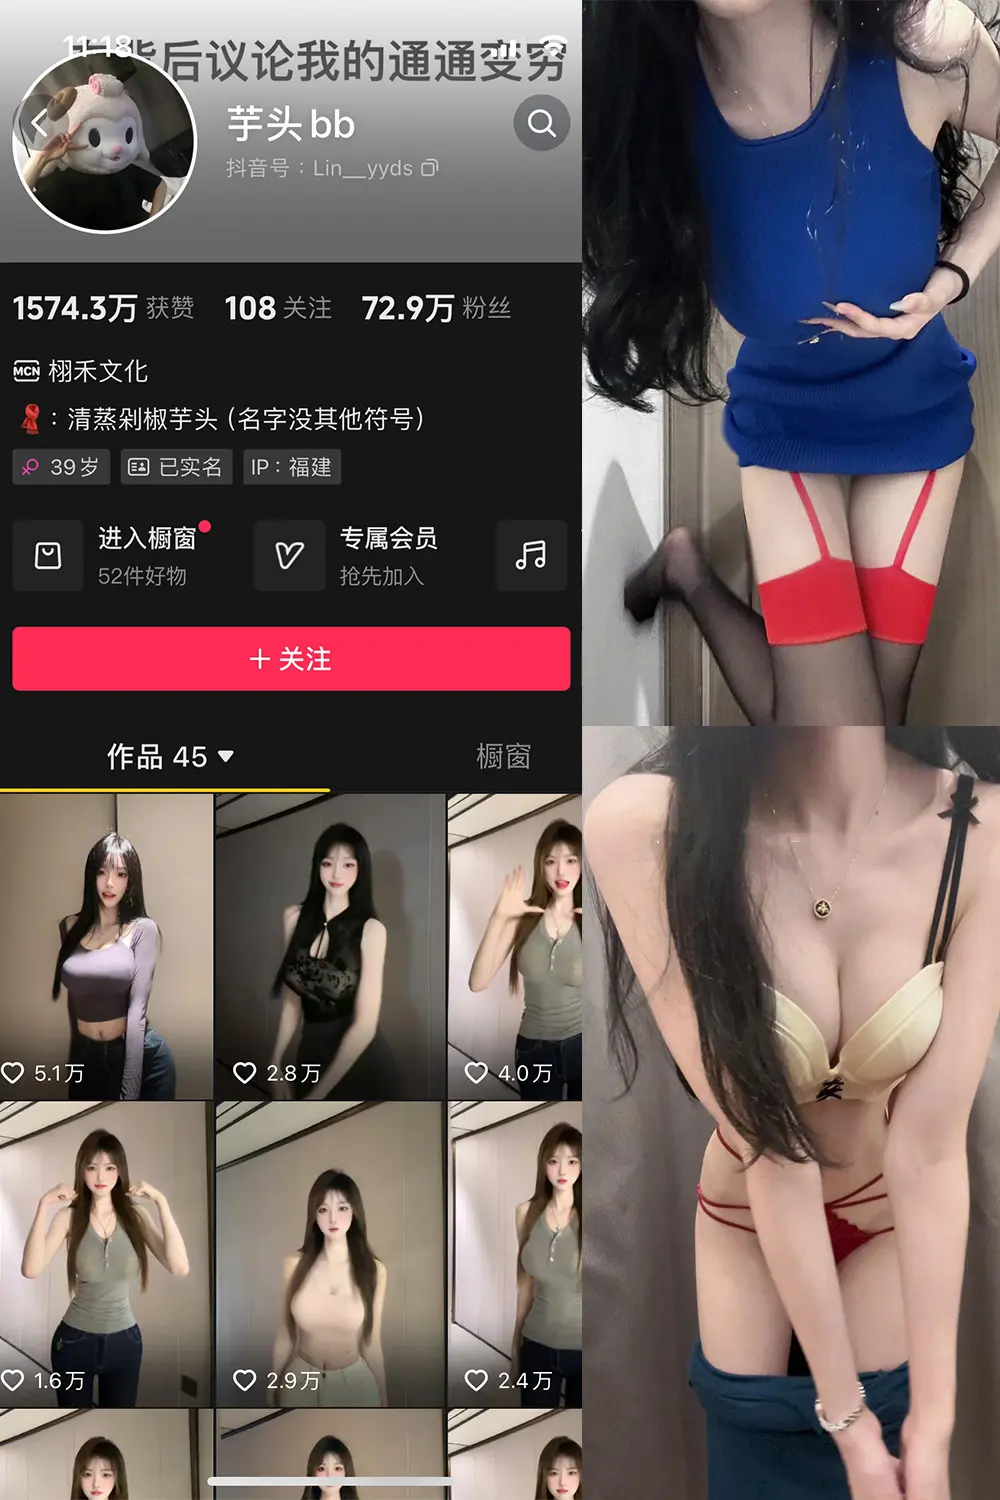 11:18
背后议论我的通通变穷
芋头bb
抖音号：Lin__yyds
1574.3万 获赞 108 关注 72.9万 粉丝
MCN 栩禾文化
：清蒸剁椒芋头（名字没其他符号）
39岁 已实名 IP：福建
进入橱窗 专属会员
52件好物 抢先加入
＋关注
作品 45 橱窗
5.1万 2.8万 4.0万
1.6万 2.9万 2.4万